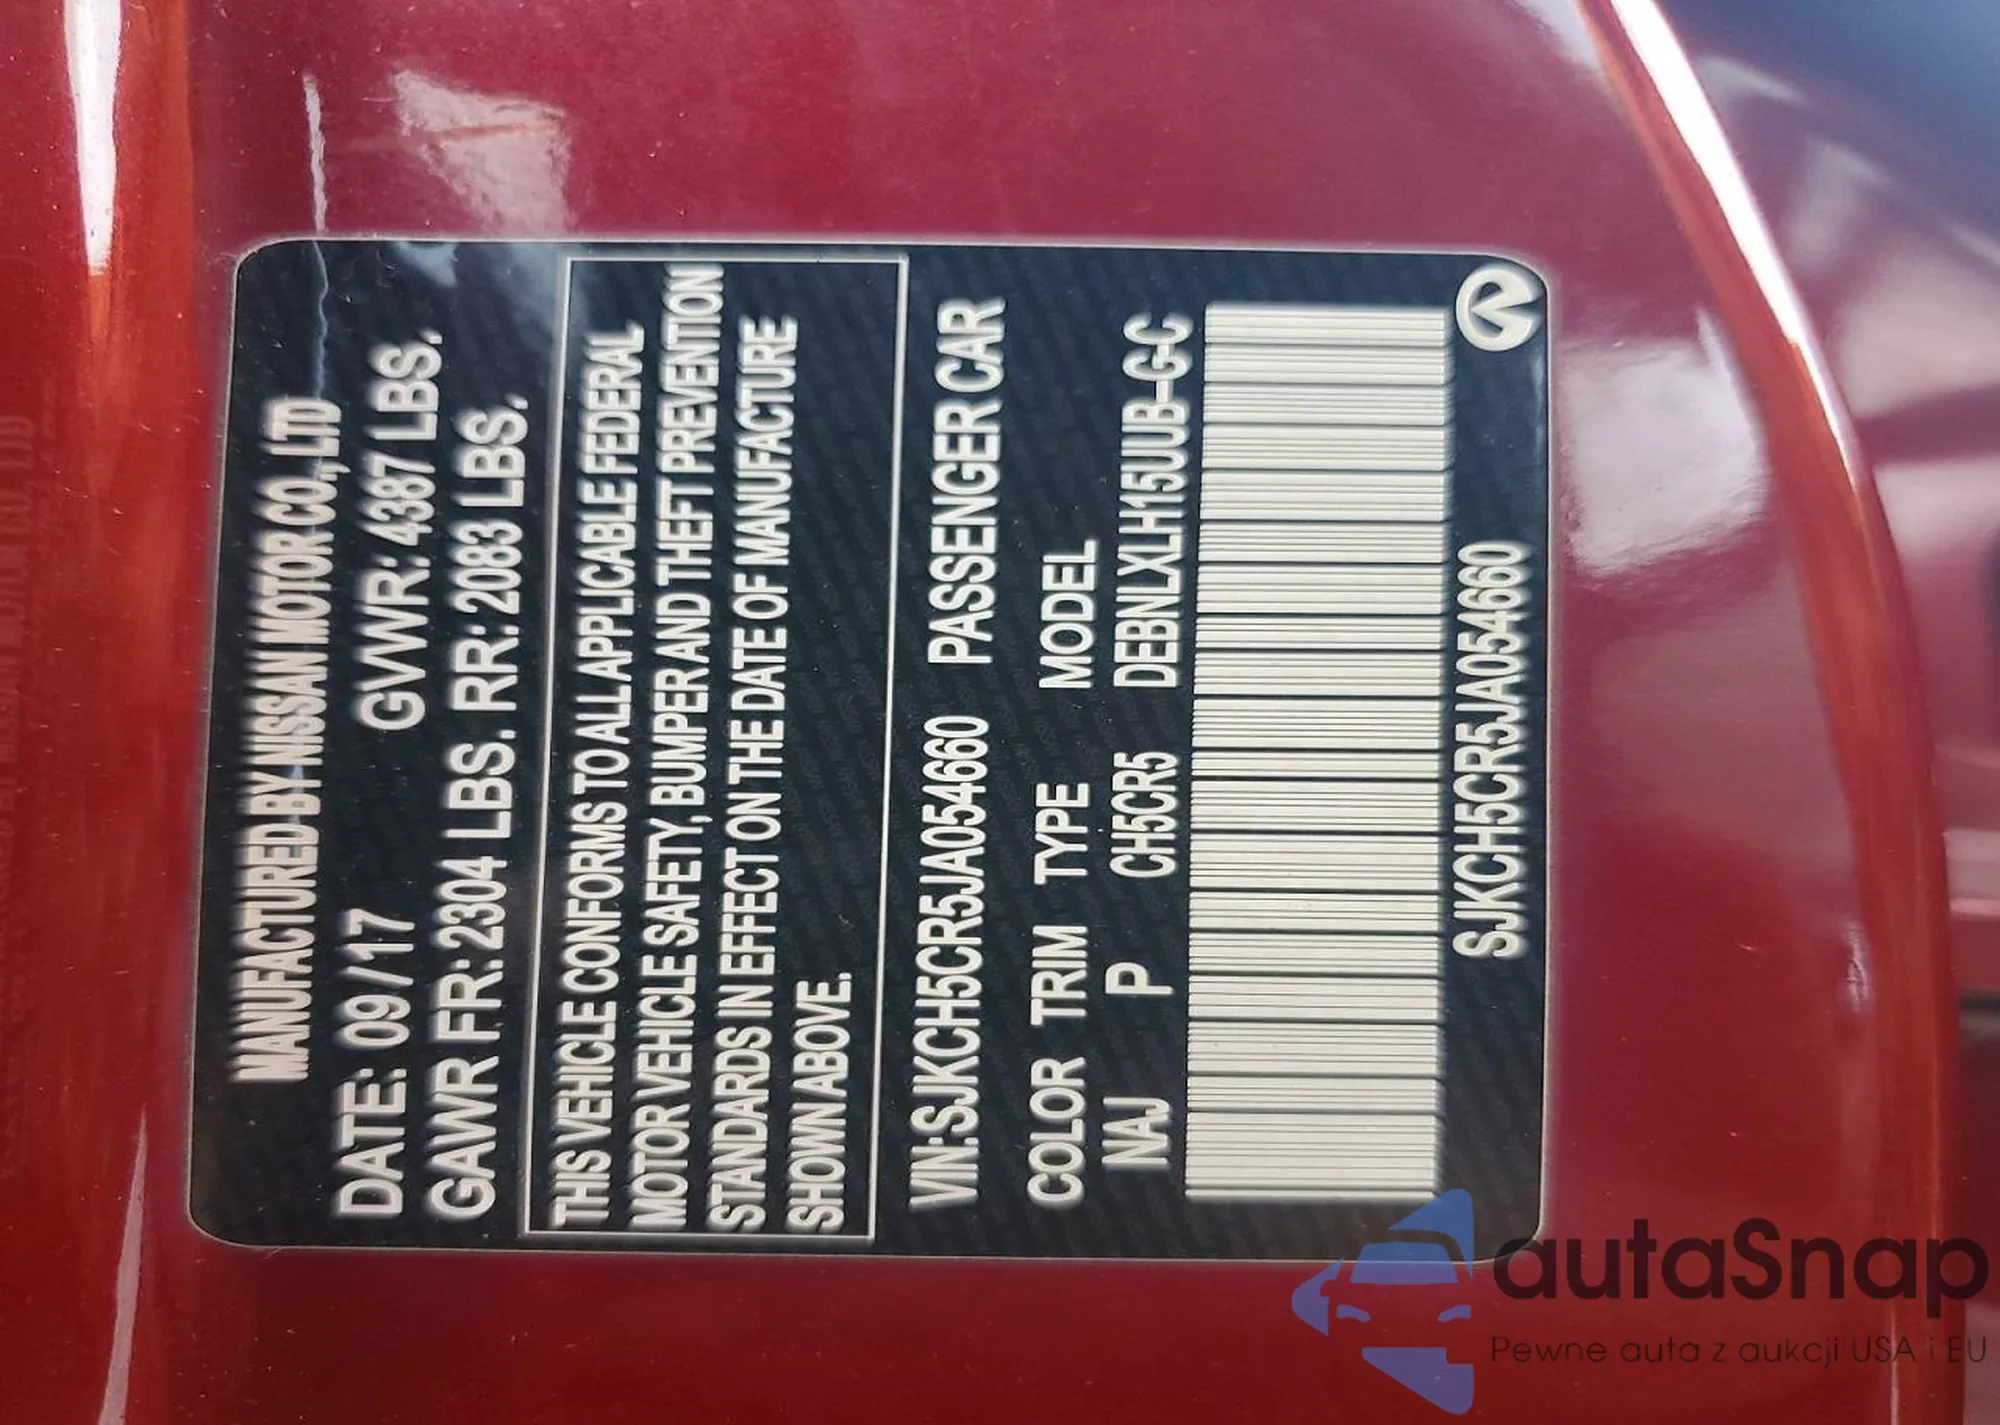 MANUFACTURED BY NISSAN MOTOR CO., LTD
DATE: 09/17 GVWR: 4387 LBS.
GAWR FR: 2304 LBS. RR: 2083 LBS.
THIS VEHICLE CONFORMS TO ALL APPLICABLE FEDERAL
MOTOR VEHICLE SAFETY, BUMPER AND THEFT PREVENTION
STANDARDS IN EFFECT ON THE DATE OF MANUFACTURE
SHOWN ABOVE.
VIN: SJKCH5CR5JA054660 PASSENGER CAR
COLOR TRIM TYPE MODEL
NAJ P CH5CR5 DEBNLXLH15UUB-G-C
SJKCH5CR5JA054660
autaSnap
Pewne auta z aukcji USA i EU